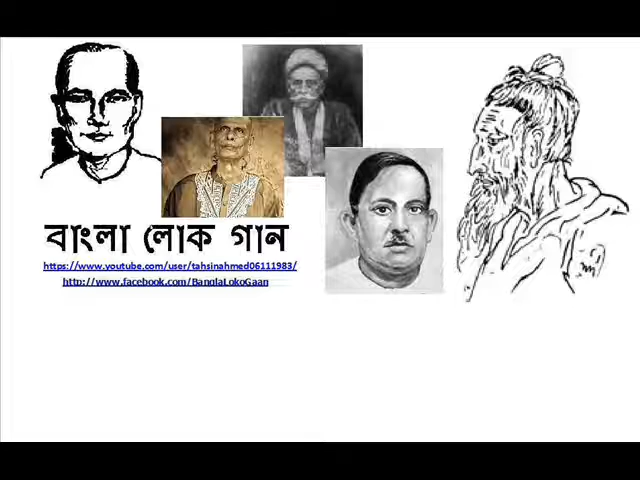 বাংলা লোক গান
https://www.youtube.com/user/tahsinahmed06111983/
http://www.facebook.com/BanglaLokoGaan